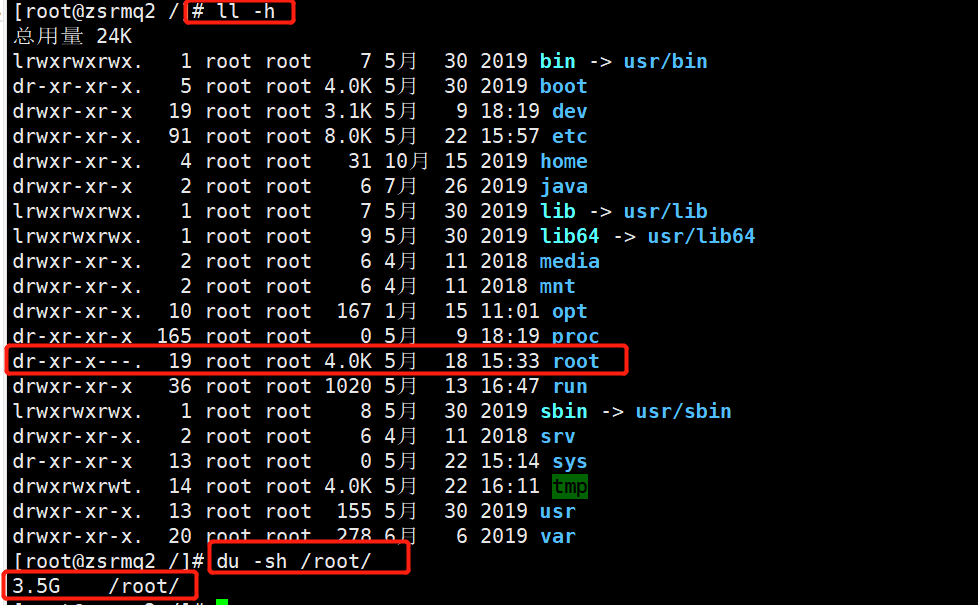 [root@zsrmq2 /]# ll -h
总用量 24K
lrwxrwxrwx.   1 root root    7 5月   30 2019 bin -> usr/bin
dr-xr-xr-x.   5 root root 4.0K 5月   30 2019 boot
drwxr-xr-x   19 root root 3.1K 5月    9 18:19 dev
drwxr-xr-x.  91 root root 8.0K 5月   22 15:57 etc
drwxr-xr-x.   4 root root   31 10月  15 2019 home
drwxr-xr-x    2 root root    6 7月   26 2019 java
lrwxrwxrwx.   1 root root    7 5月   30 2019 lib -> usr/lib
lrwxrwxrwx.   1 root root    9 5月   30 2019 lib64 -> usr/lib64
drwxr-xr-x.   2 root root    6 4月   11 2018 media
drwxr-xr-x.   2 root root    6 4月   11 2018 mnt
drwxr-xr-x.  10 root root  167 1月   15 11:01 opt
dr-xr-xr-x  165 root root    0 5月    9 18:19 proc
dr-xr-x---.  19 root root 4.0K 5月   18 15:33 root
drwxr-xr-x   36 root root 1020 5月   13 16:47 run
lrwxrwxrwx.   1 root root    8 5月   30 2019 sbin -> usr/sbin
drwxr-xr-x.   2 root root    6 4月   11 2018 srv
dr-xr-xr-x   13 root root    0 5月   22 15:14 sys
drwxrwxrwt.  14 root root 4.0K 5月   22 16:11 tmp
drwxr-xr-x.  13 root root  155 5月   30 2019 usr
drwxr-xr-x.  20 root root  278 6月    6 2019 var
[root@zsrmq2 /]# du -sh /root/
3.5G    /root/